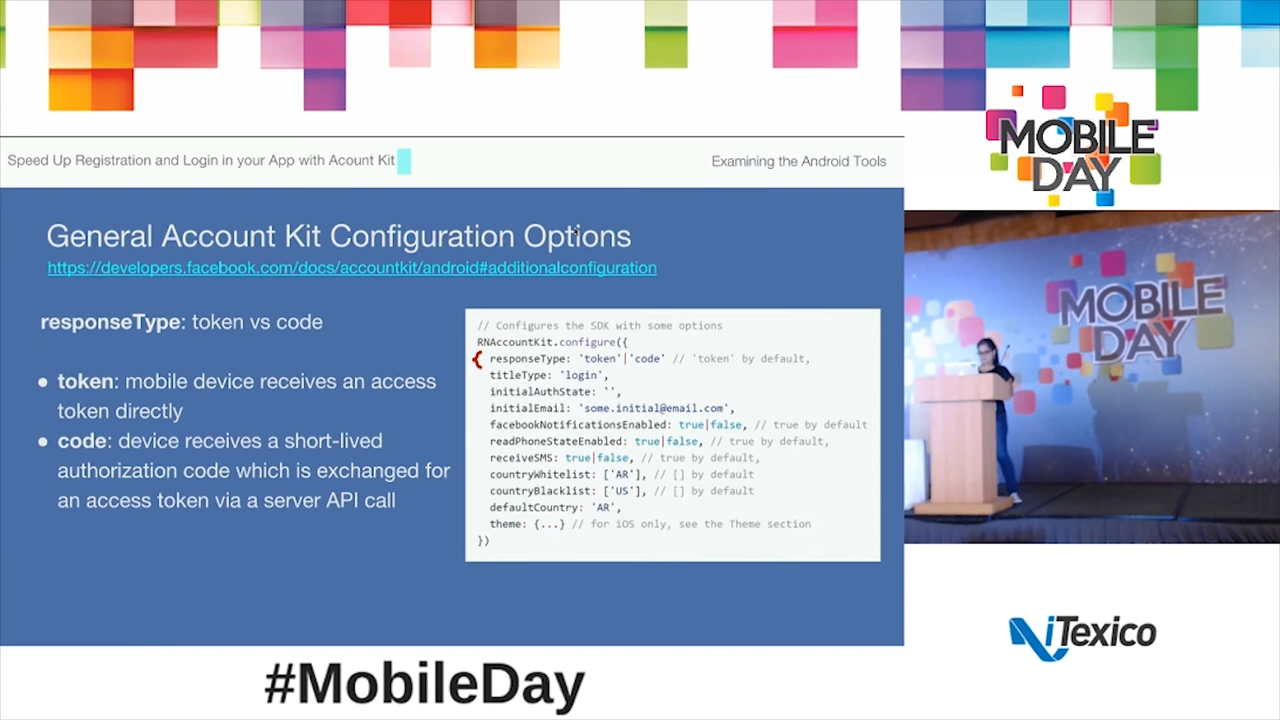 Speed Up Registration and Login in your App with Acount Kit
Examining the Android Tools
General Account Kit Configuration Options
https://developers.facebook.com/docs/accountkit/android#additionalconfiguration
responseType: token vs code
● token: mobile device receives an access
token directly
● code: device receives a short-lived
authorization code which is exchanged for
an access token via a server API call
// Configures the SDK with some options
RNAccountKit.configure({
{ responseType: 'token'|'code' // 'token' by default,
titleType: 'login',
initialAuthState: '',
initialEmail: 'some.initial@email.com',
facebookNotificationsEnabled: true|false, // true by default
readPhoneStateEnabled: true|false, // true by default,
receiveSMS: true|false, // true by default,
countryWhitelist: ['AR'], // [] by default
countryBlacklist: ['US'], // [] by default
defaultCountry: 'AR',
theme: {...} // for iOS only, see the Theme section
})
MOBILE
DAY
MOBILE
DAY
iTexico
#MobileDay